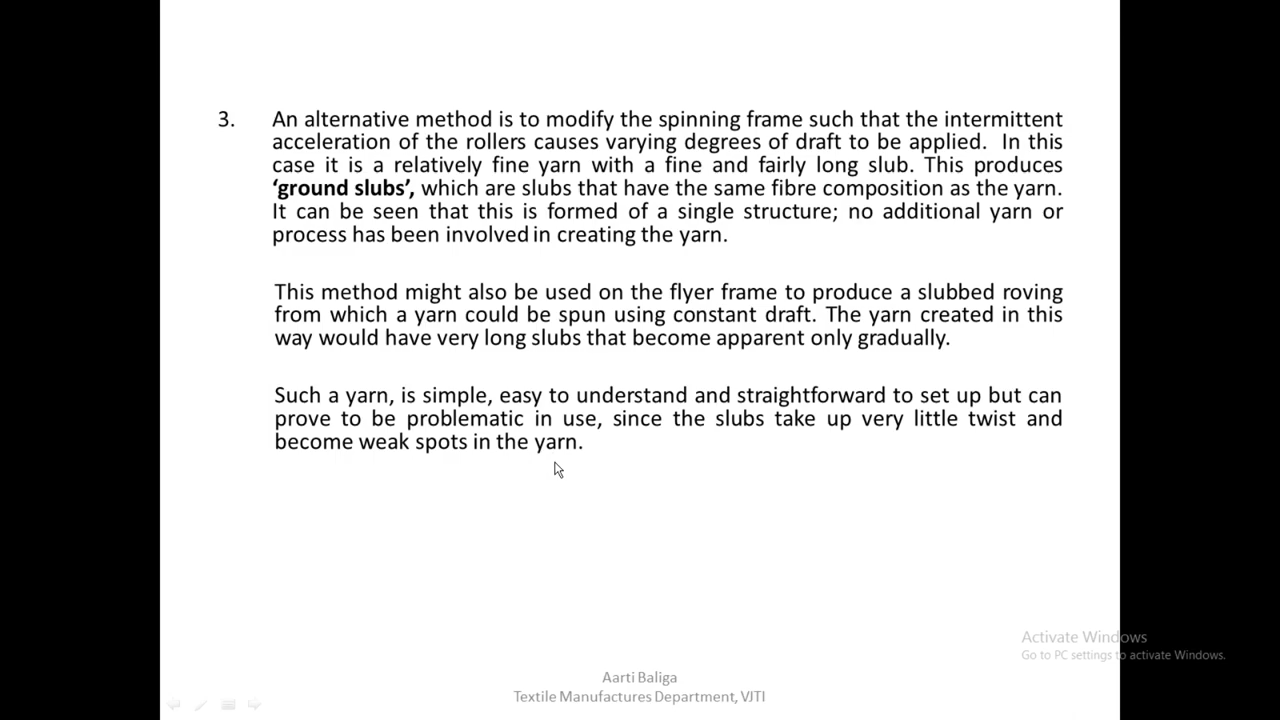 3. An alternative method is to modify the spinning frame such that the intermittent
acceleration of the rollers causes varying degrees of draft to be applied. In this
case it is a relatively fine yarn with a fine and fairly long slub. This produces
‘ground slubs’, which are slubs that have the same fibre composition as the yarn.
It can be seen that this is formed of a single structure; no additional yarn or
process has been involved in creating the yarn.
This method might also be used on the flyer frame to produce a slubbed roving
from which a yarn could be spun using constant draft. The yarn created in this
way would have very long slubs that become apparent only gradually.
Such a yarn, is simple, easy to understand and straightforward to set up but can
prove to be problematic in use, since the slubs take up very little twist and
become weak spots in the yarn.
Activate Windows
Go to PC settings to activate Windows.
Aarti Baliga
Textile Manufactures Department, VJTI